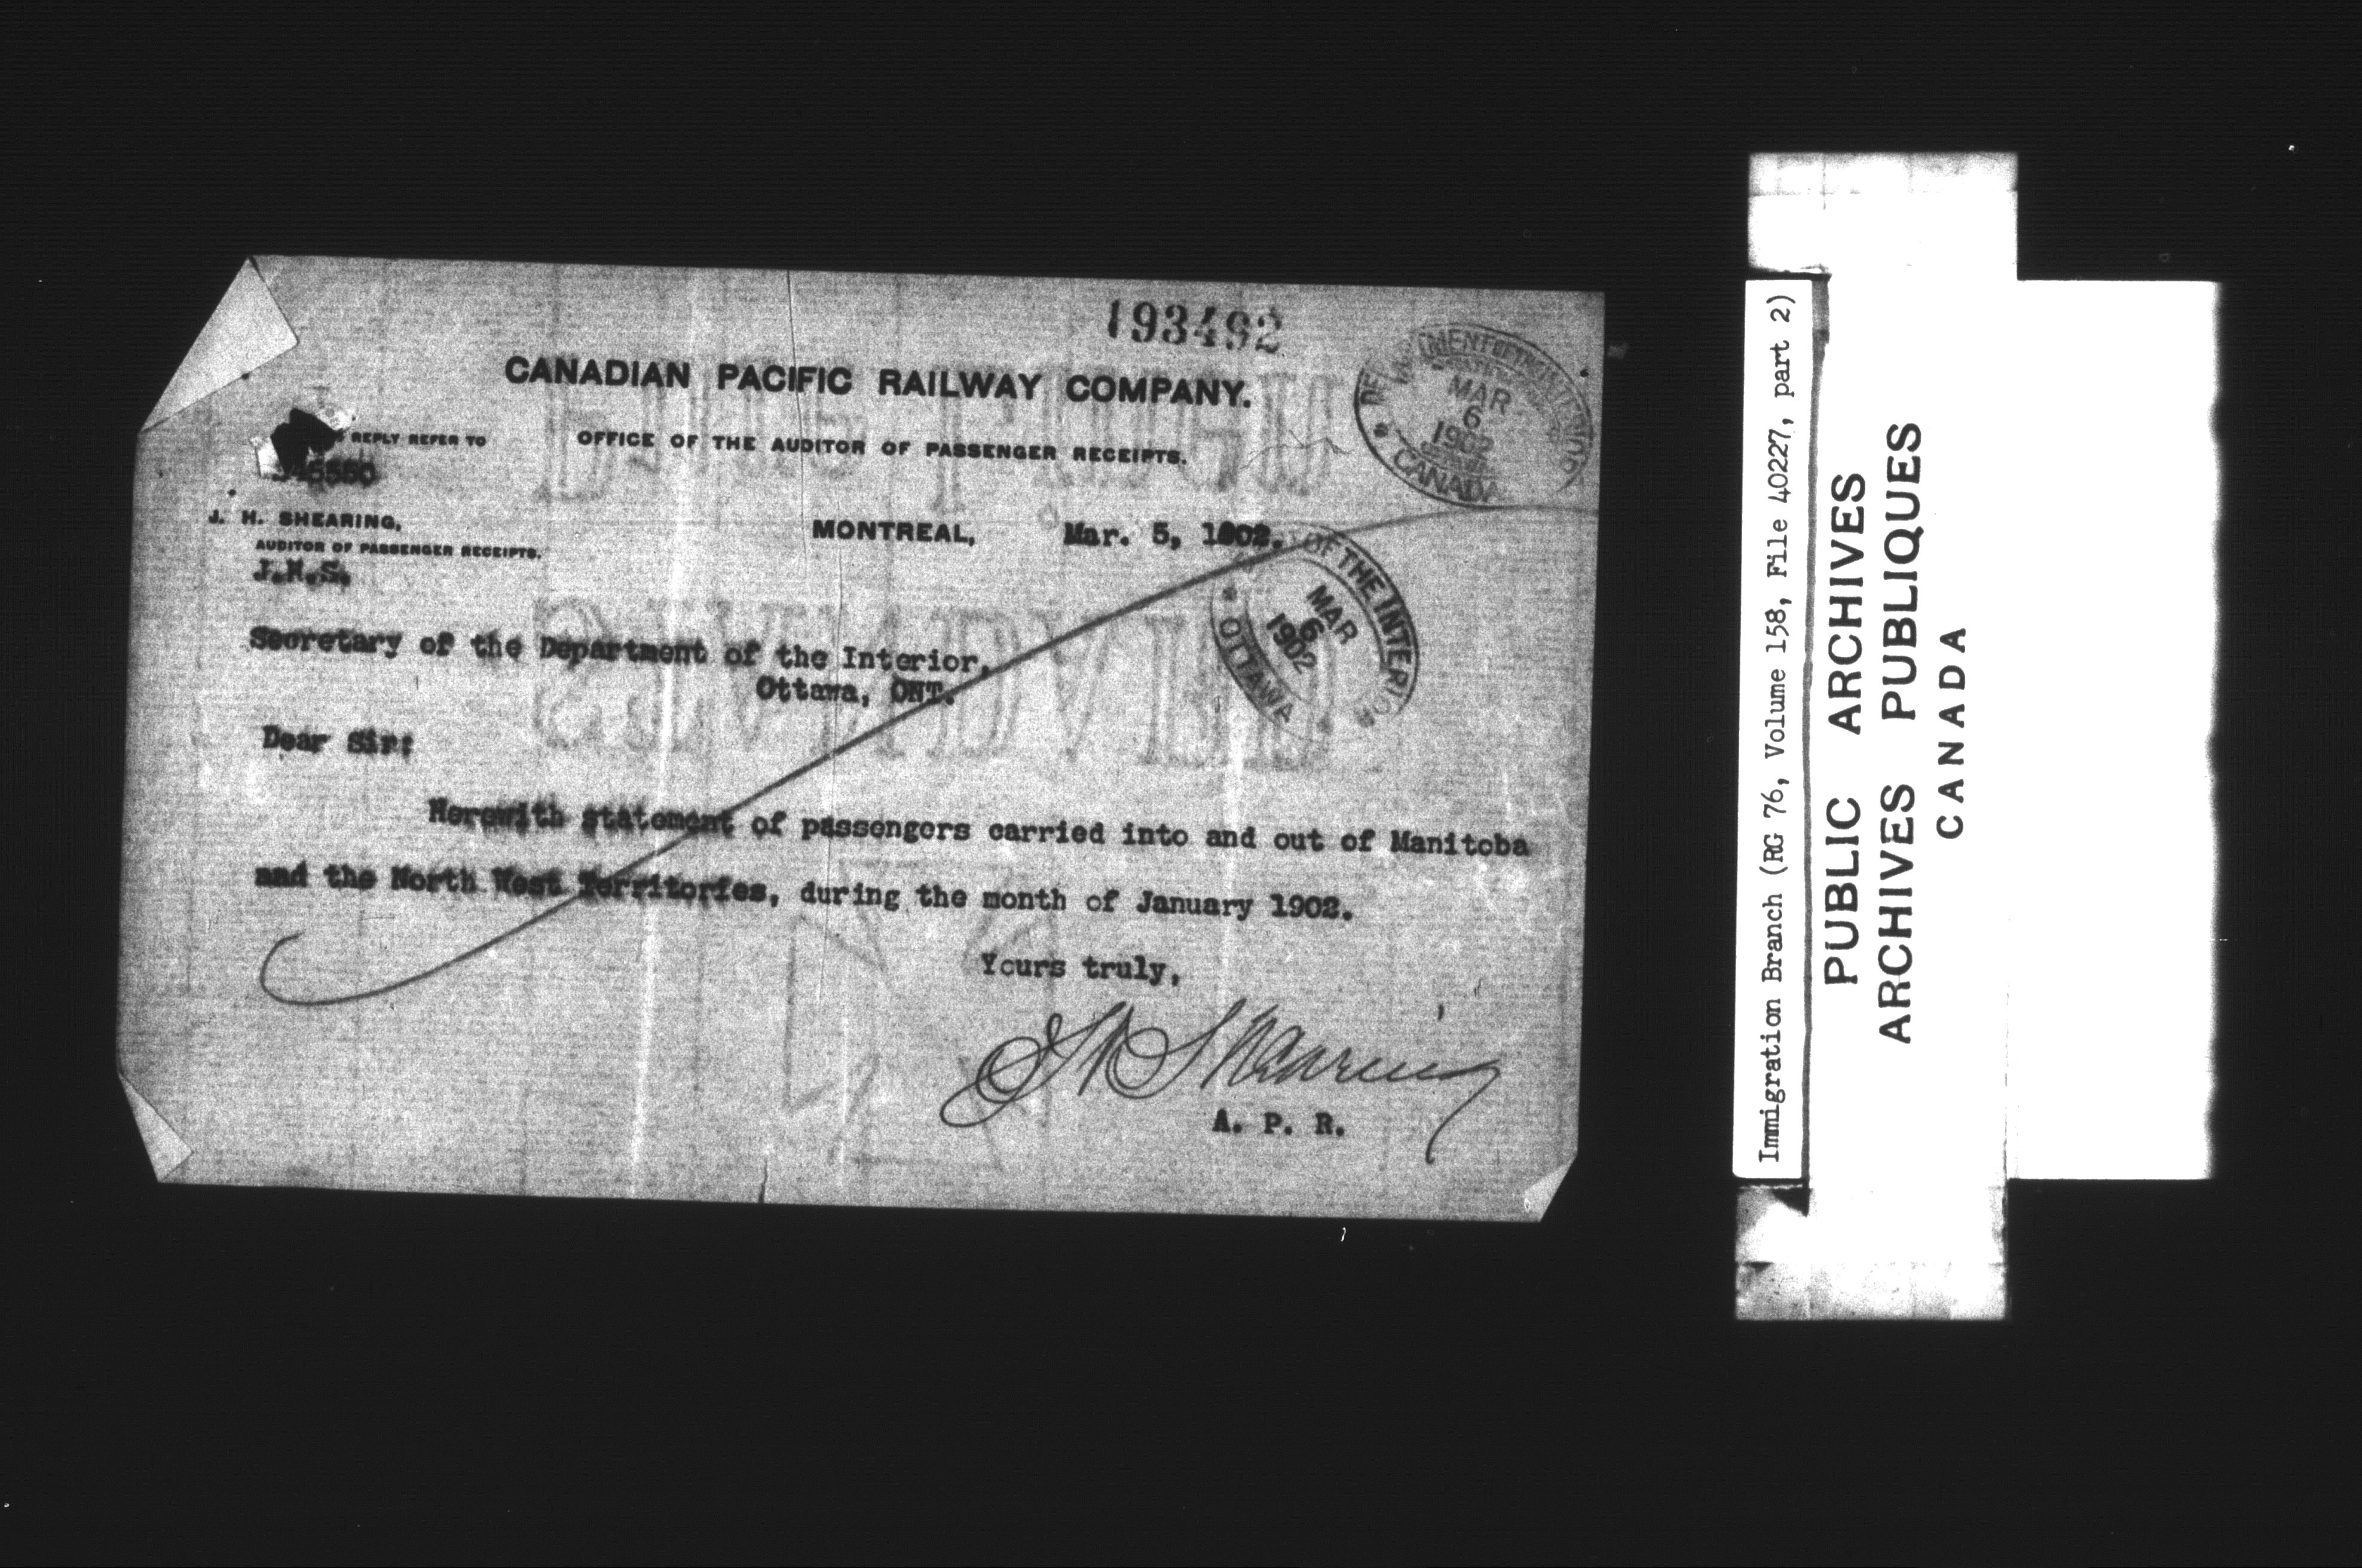 193492
CANADIAN PACIFIC RAILWAY COMPANY.
REPLY REFER TO
OFFICE OF THE AUDITOR OF PASSENGER RECEIPTS.
J. H. SHEARING,
AUDITOR OF PASSENGER RECEIPTS.
J.H.S.
MONTREAL, Mar. 5, 1902.
MAR
6
1902
CANADA
OF THE INTERIOR
MAR
6
1902
OTTAWA
Secretary of the Department of the Interior,
Ottawa, ONT.
Dear Sir:
Herewith statement of passengers carried into and out of Manitoba
and the North West Territories, during the month of January 1902.
Yours truly,
J H Shearing
A. P. R.
Immigration Branch (RG 76, Volume 158, File 40227, part 2)
PUBLIC ARCHIVES
ARCHIVES PUBLIQUES
CANADA